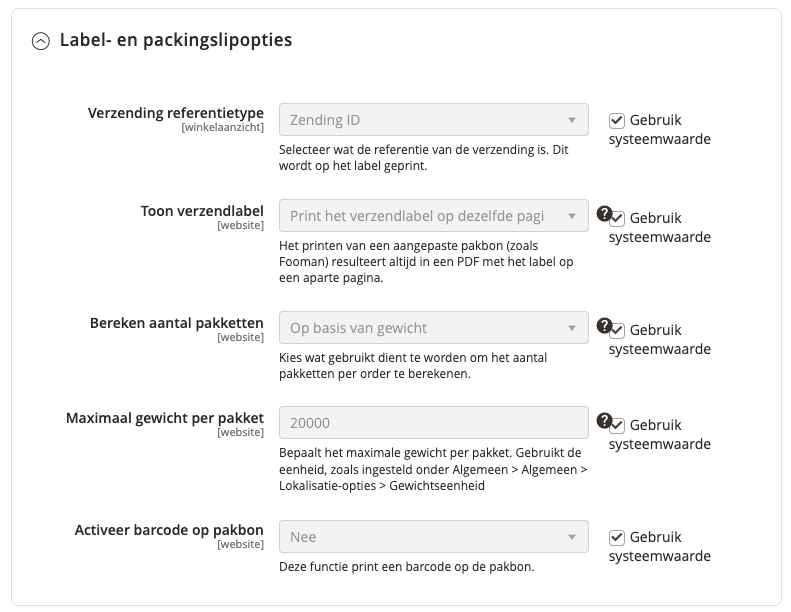 Label- en packingslipopties
Verzending referentietype
[winkelaanzicht]
Zending ID
Gebruik
systeemwaarde
Selecteer wat de referentie van de verzending is. Dit
wordt op het label geprint.
Toon verzendlabel
[website]
Print het verzendlabel op dezelfde pagi
?
Gebruik
systeemwaarde
Het printen van een aangepaste pakbon (zoals
Fooman) resulteert altijd in een PDF met het label op
een aparte pagina.
Bereken aantal pakketten
[website]
Op basis van gewicht
?
Gebruik
systeemwaarde
Kies wat gebruikt dient te worden om het aantal
pakketten per order te berekenen.
Maximaal gewicht per pakket
[website]
20000
?
Gebruik
systeemwaarde
Bepaalt het maximale gewicht per pakket. Gebruikt de
eenheid, zoals ingesteld onder Algemeen > Algemeen >
Lokalisatie-opties > Gewichtseenheid
Activeer barcode op pakbon
[website]
Nee
Gebruik
systeemwaarde
Deze functie print een barcode op de pakbon.